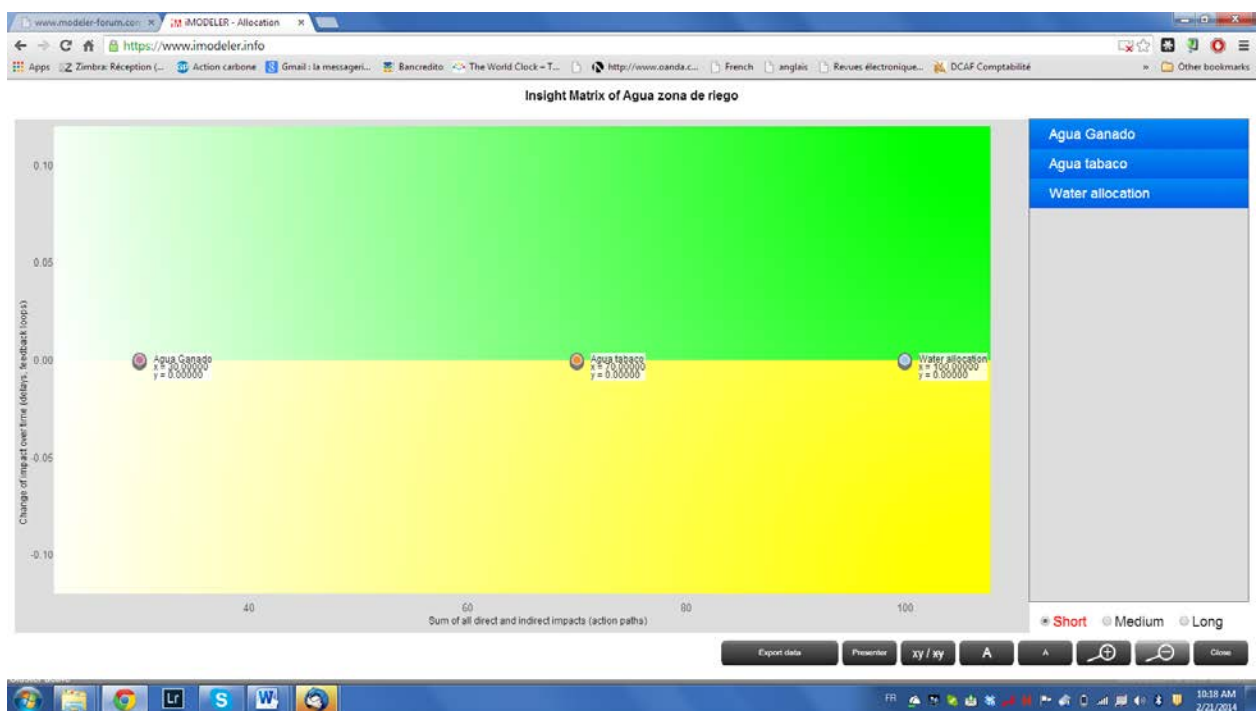 www.modeler-forum.con
iMODELER - Allocation
https://www.imodeler.info
Apps
Zimbra: Réception (...
Action carbone
Gmail : la messageri...
Bancredito
The World Clock – T...
http://www.oanda.c...
French
anglais
Revues électronique...
DCAF Comptabilité
»
Other bookmarks
Insight Matrix of Agua zona de riego
Agua Ganado
Agua tabaco
Water allocation
0.10
0.05
0.00
-0.05
-0.10
Change of impact over time (delays, feedback loops)
Agua Ganado
x = 30.00000
y = 0.00000
Agua tabaco
x = 70.00000
y = 0.00000
Water allocation
x = 100.00000
y = 0.00000
40 60 80 100
Sum of all direct and indirect impacts (action paths)
Short Medium Long
Export data Presenter xy / xy A A Close
Lr S W
FR
10:18 AM
2/21/2014